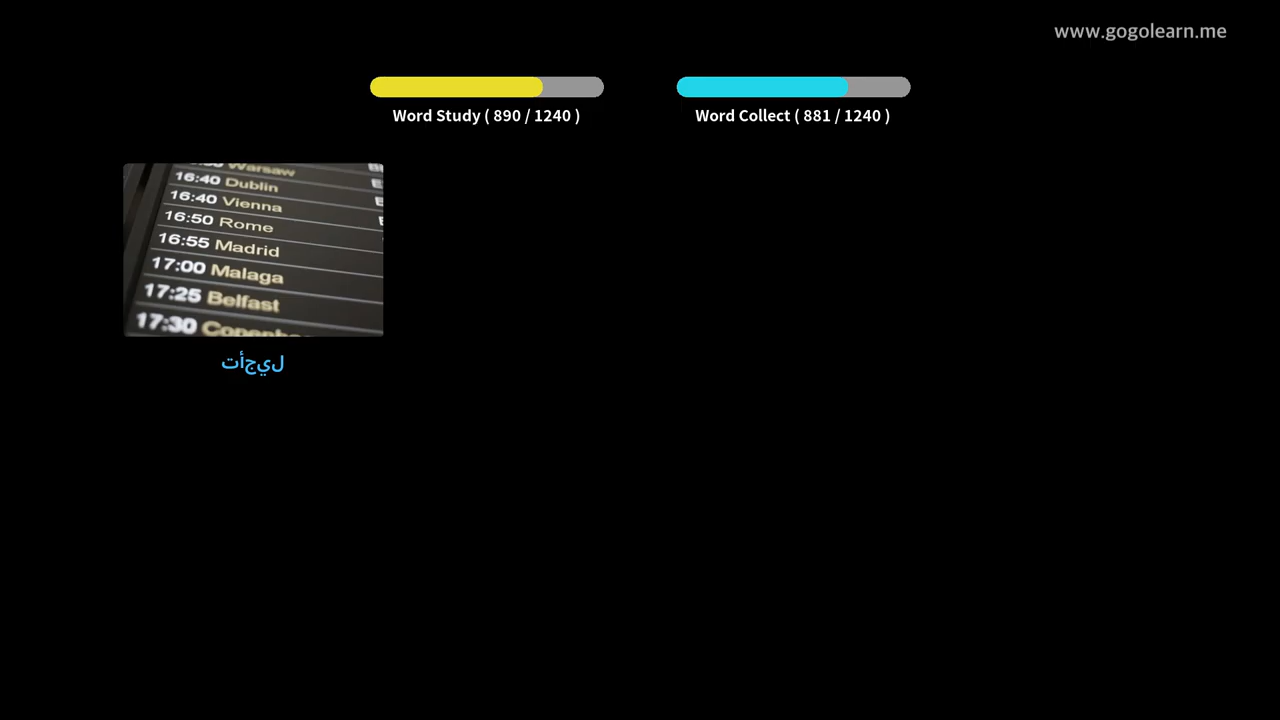 www.gogolearn.me
Word Study ( 890 / 1240 )
Word Collect ( 881 / 1240 )
Warsaw
16:40 Dublin
16:40 Vienna
16:50 Rome
16:55 Madrid
17:00 Malaga
17:25 Belfast
17:30
ليجأت